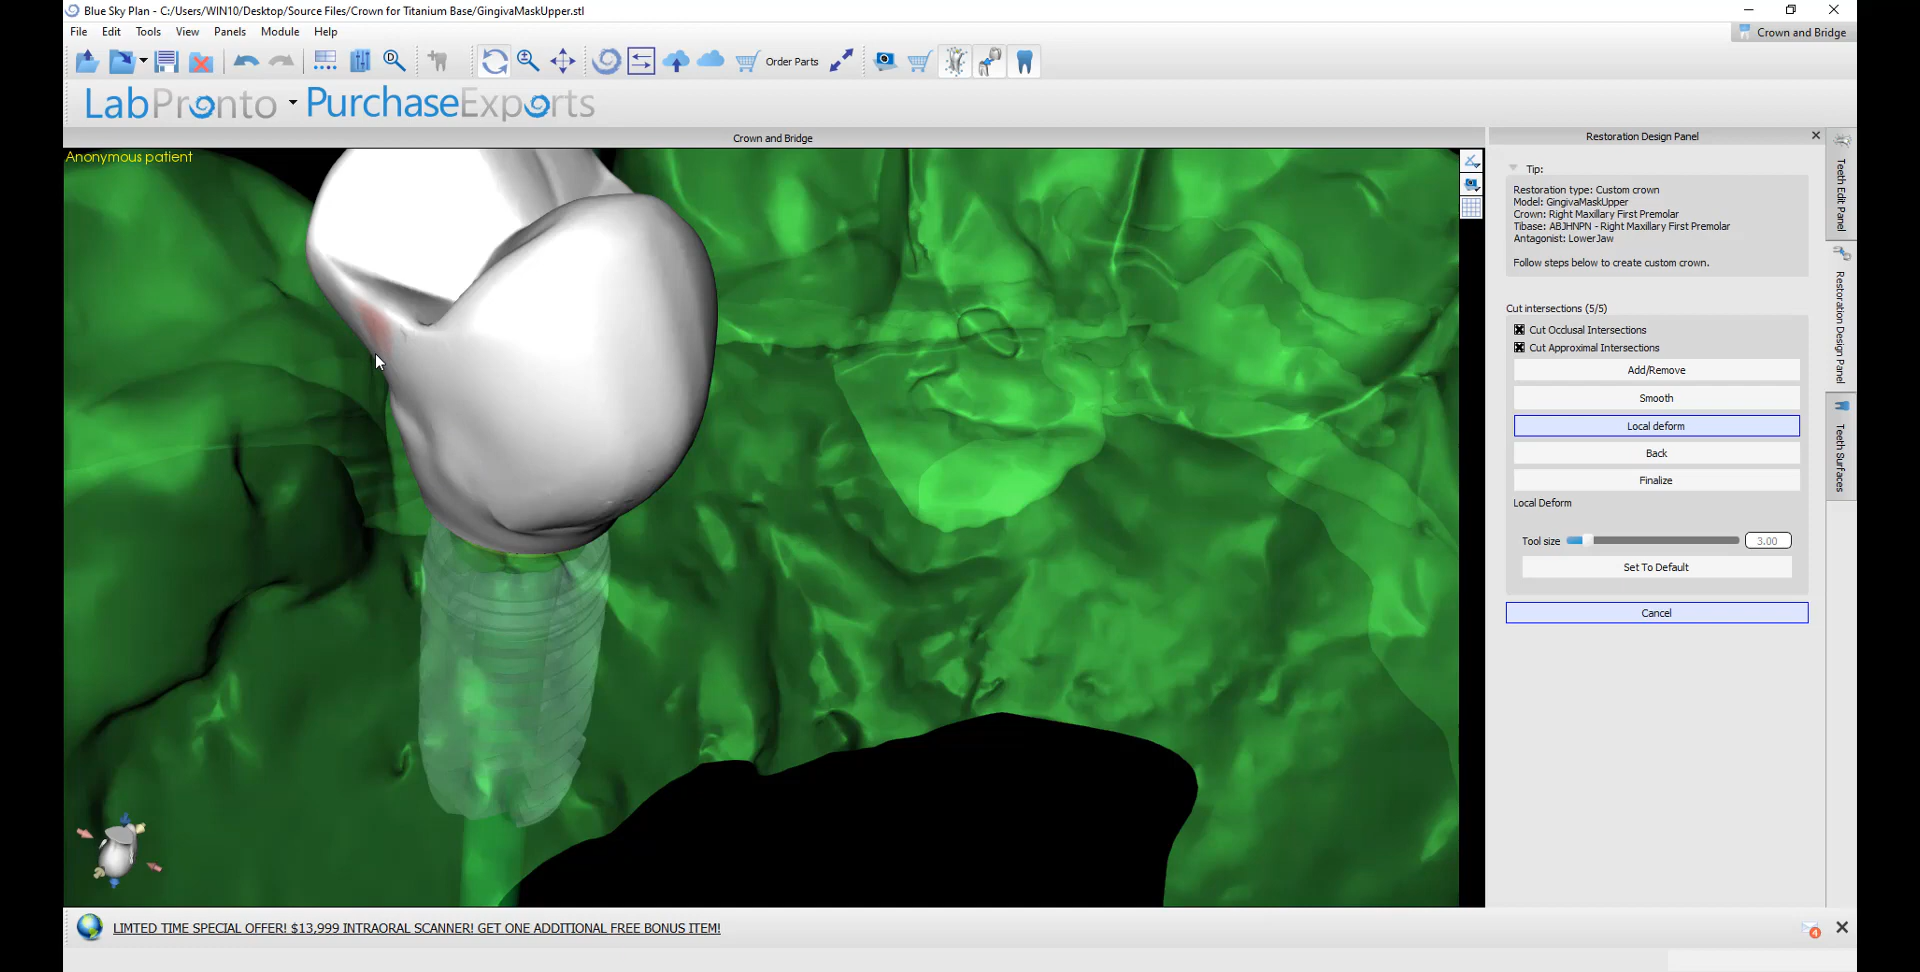 Blue Sky Plan - C:/Users/WIN10/Desktop/Source Files/Crown for Titanium Base/GingivaMaskUpper.stl
File Edit Tools View Panels Module Help
Crown and Bridge
D
Order Parts
LabPronto PurchaseExports
Crown and Bridge
Restoration Design Panel
Anonymous patient
Tip:
Restoration type: Custom crown
Model: GingivaMaskUpper
Crown: Right Maxillary First Premolar
Tibase: ABJHNPN - Right Maxillary First Premolar
Antagonist: LowerJaw
Follow steps below to create custom crown.
Cut intersections (5/5)
Cut Occlusal Intersections
Cut Approximal Intersections
Add/Remove
Smooth
Local deform
Back
Finalize
Local Deform
Tool size 3.00
Set To Default
Cancel
Teeth Edit Panel
Restoration Design Panel
Teeth Surfaces
LIMTED TIME SPECIAL OFFER! $13,999 INTRAORAL SCANNER! GET ONE ADDITIONAL FREE BONUS ITEM!
4